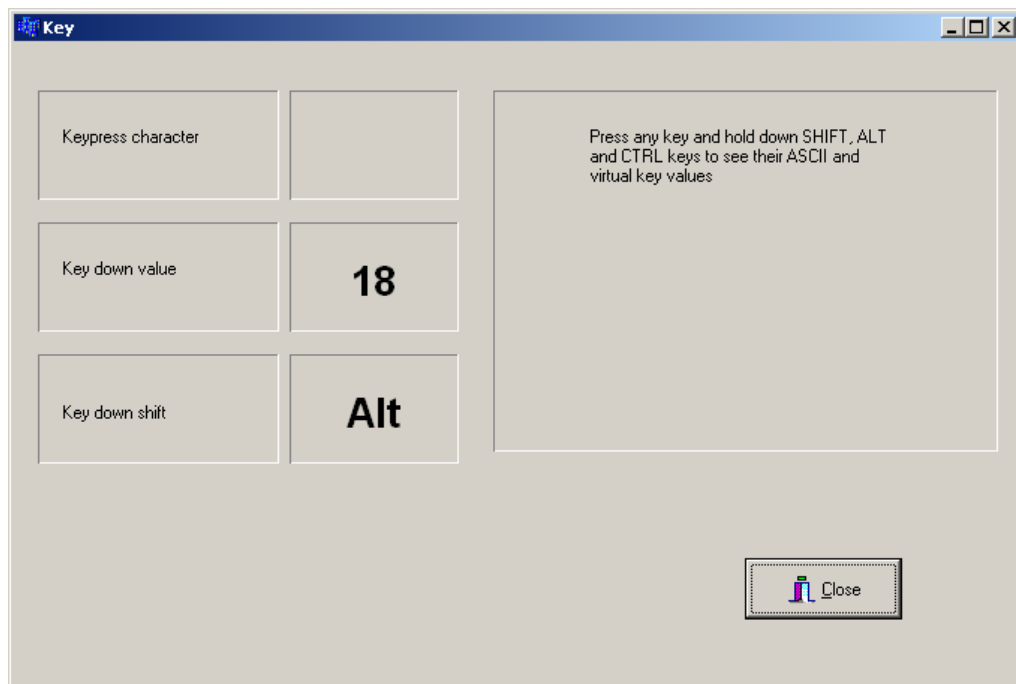 Key
Keypress character
Press any key and hold down SHIFT, ALT
and CTRL keys to see their ASCII and
virtual key values
Key down value
18
Key down shift
Alt
Close